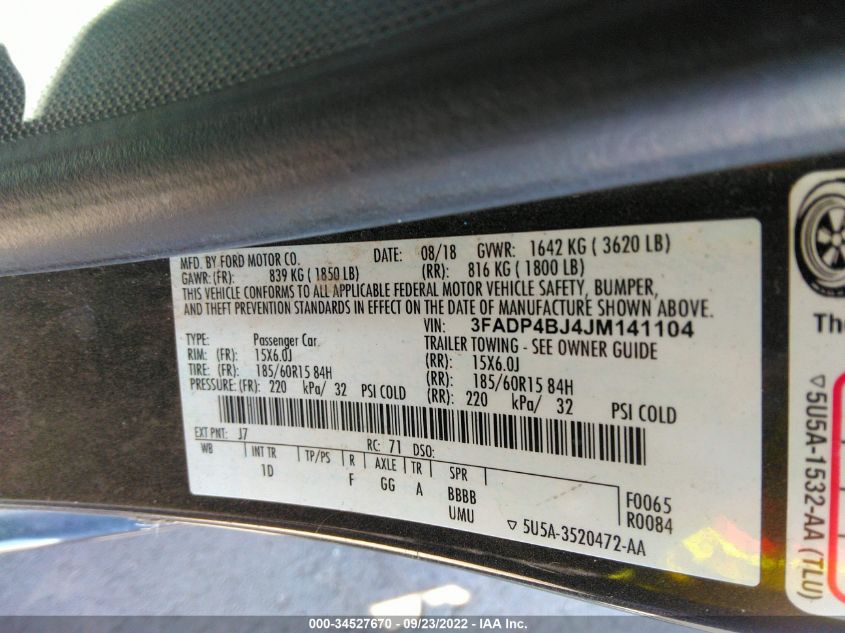 MFD. BY FORD MOTOR CO. DATE: 08/18 GVWR: 1642 KG ( 3620 LB)
GAWR: (FR): 839 KG ( 1850 LB) (RR): 816 KG ( 1800 LB)
THIS VEHICLE CONFORMS TO ALL APPLICABLE FEDERAL MOTOR VEHICLE SAFETY, BUMPER,
AND THEFT PREVENTION STANDARDS IN EFFECT ON THE DATE OF MANUFACTURE SHOWN ABOVE.
VIN: 3FADP4BJ4JM141104
TYPE: Passenger Car TRAILER TOWING - SEE OWNER GUIDE
RIM: (FR): 15X6.0J (RR): 15X6.0J
TIRE: (FR): 185/60R15 84H (RR): 185/60R15 84H
PRESSURE: (FR): 220 kPa/ 32 PSI COLD (RR): 220 kPa/ 32 PSI COLD
EXT PNT: J7 RC: 71 DSO:
WB INT TR TP/PS R AXLE TR SPR
1D F GG A BBBB F0065
UMU R0084
▽ 5U5A-3520472-AA
The
▽ 5U5A-1532-AA (TLU)
000-34527670 - 09/23/2022 - IAA Inc.